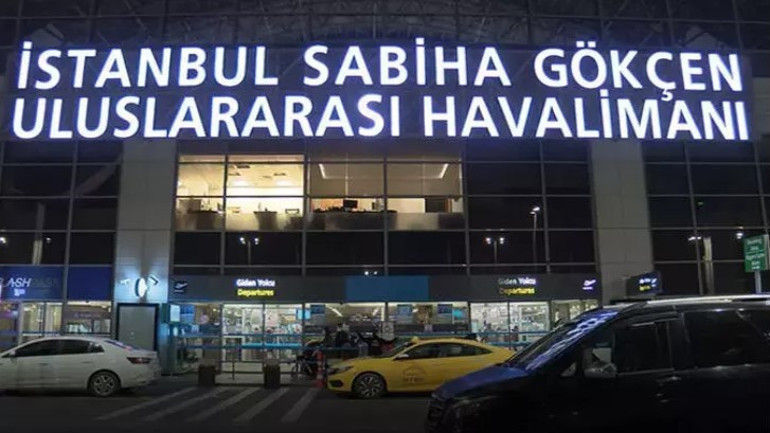 İSTANBUL SABİHA GÖKÇEN
ULUSLARARASI HAVALİMANI
Giden Yolcu
Departures
Giden Yolcu
Departures